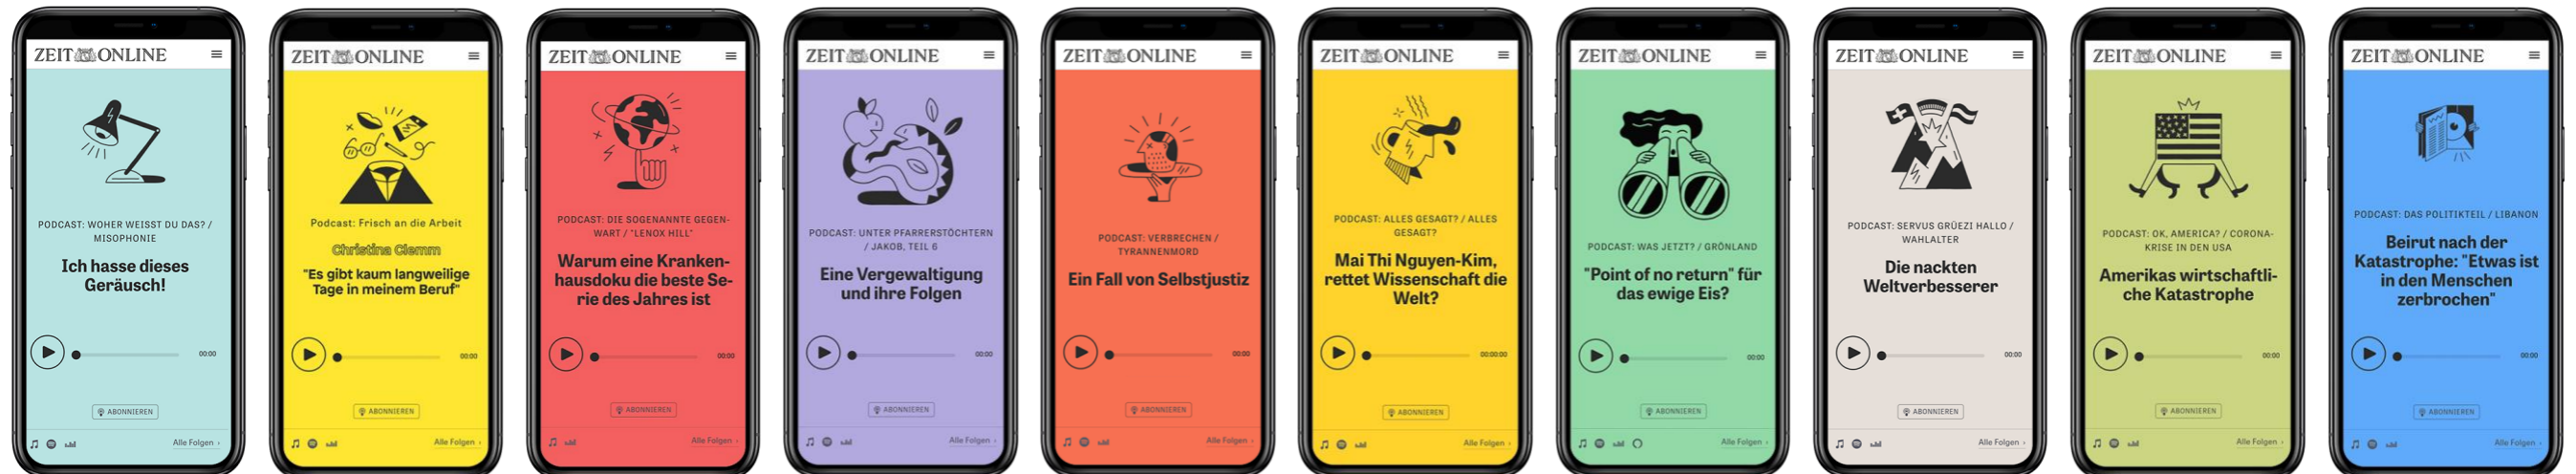 ZEIT ONLINE
PODCAST: WOHER WEISST DU DAS? /
MISOPHONIE
Ich hasse dieses
Geräusch!
00:00
ABONNIEREN
Alle Folgen ›
ZEIT ONLINE
Podcast: Frisch an die Arbeit
Christina Clemm
"Es gibt kaum langweilige
Tage in meinem Beruf"
00:00
ABONNIEREN
Alle Folgen ›
ZEIT ONLINE
PODCAST: DIE SOGENANNTE GEGEN-
WART / "LENOX HILL"
Warum eine Kranken-
hausdoku die beste Se-
rie des Jahres ist
00:00
ABONNIEREN
Alle Folgen ›
ZEIT ONLINE
PODCAST: UNTER PFARRERSTÖCHTERN
/ JAKOB, TEIL 6
Eine Vergewaltigung
und ihre Folgen
00:00
ABONNIEREN
Alle Folgen ›
ZEIT ONLINE
PODCAST: VERBRECHEN /
TYRANNENMORD
Ein Fall von Selbstjustiz
00:00
ABONNIEREN
Alle Folgen ›
ZEIT ONLINE
PODCAST: ALLES GESAGT? / ALLES
GESAGT?
Mai Thi Nguyen-Kim,
rettet Wissenschaft die
Welt?
00:00:00
ABONNIEREN
Alle Folgen ›
ZEIT ONLINE
PODCAST: WAS JETZT? / GRÖNLAND
"Point of no return" für
das ewige Eis?
00:00
ABONNIEREN
Alle Folgen ›
ZEIT ONLINE
PODCAST: SERVUS GRÜEZI HALLO /
WAHLALTER
Die nackten
Weltverbesserer
00:00
ABONNIEREN
Alle Folgen ›
ZEIT ONLINE
PODCAST: OK, AMERICA? / CORONA-
KRISE IN DEN USA
Amerikas wirtschaftli-
che Katastrophe
00:00
ABONNIEREN
Alle Folgen ›
ZEIT ONLINE
PODCAST: DAS POLITIKTEIL / LIBANON
Beirut nach der
Katastrophe: "Etwas ist
in den Menschen
zerbrochen"
00:00
ABONNIEREN
Alle Folgen ›